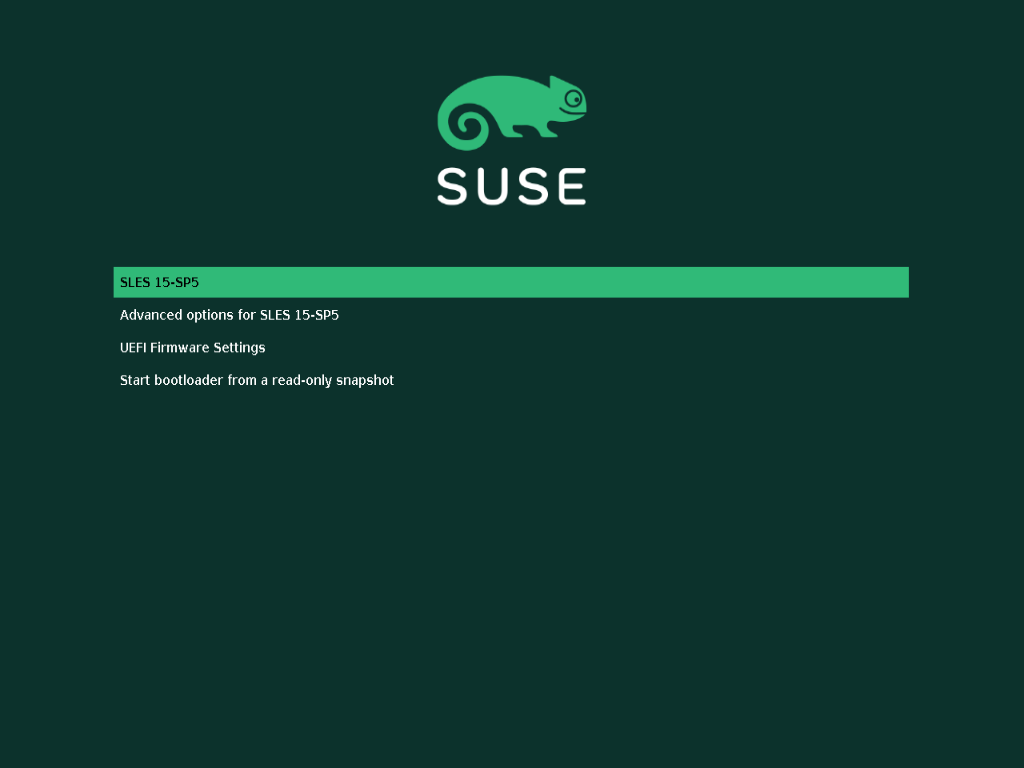 SUSE
SLES 15-SP5
Advanced options for SLES 15-SP5
UEFI Firmware Settings
Start bootloader from a read-only snapshot